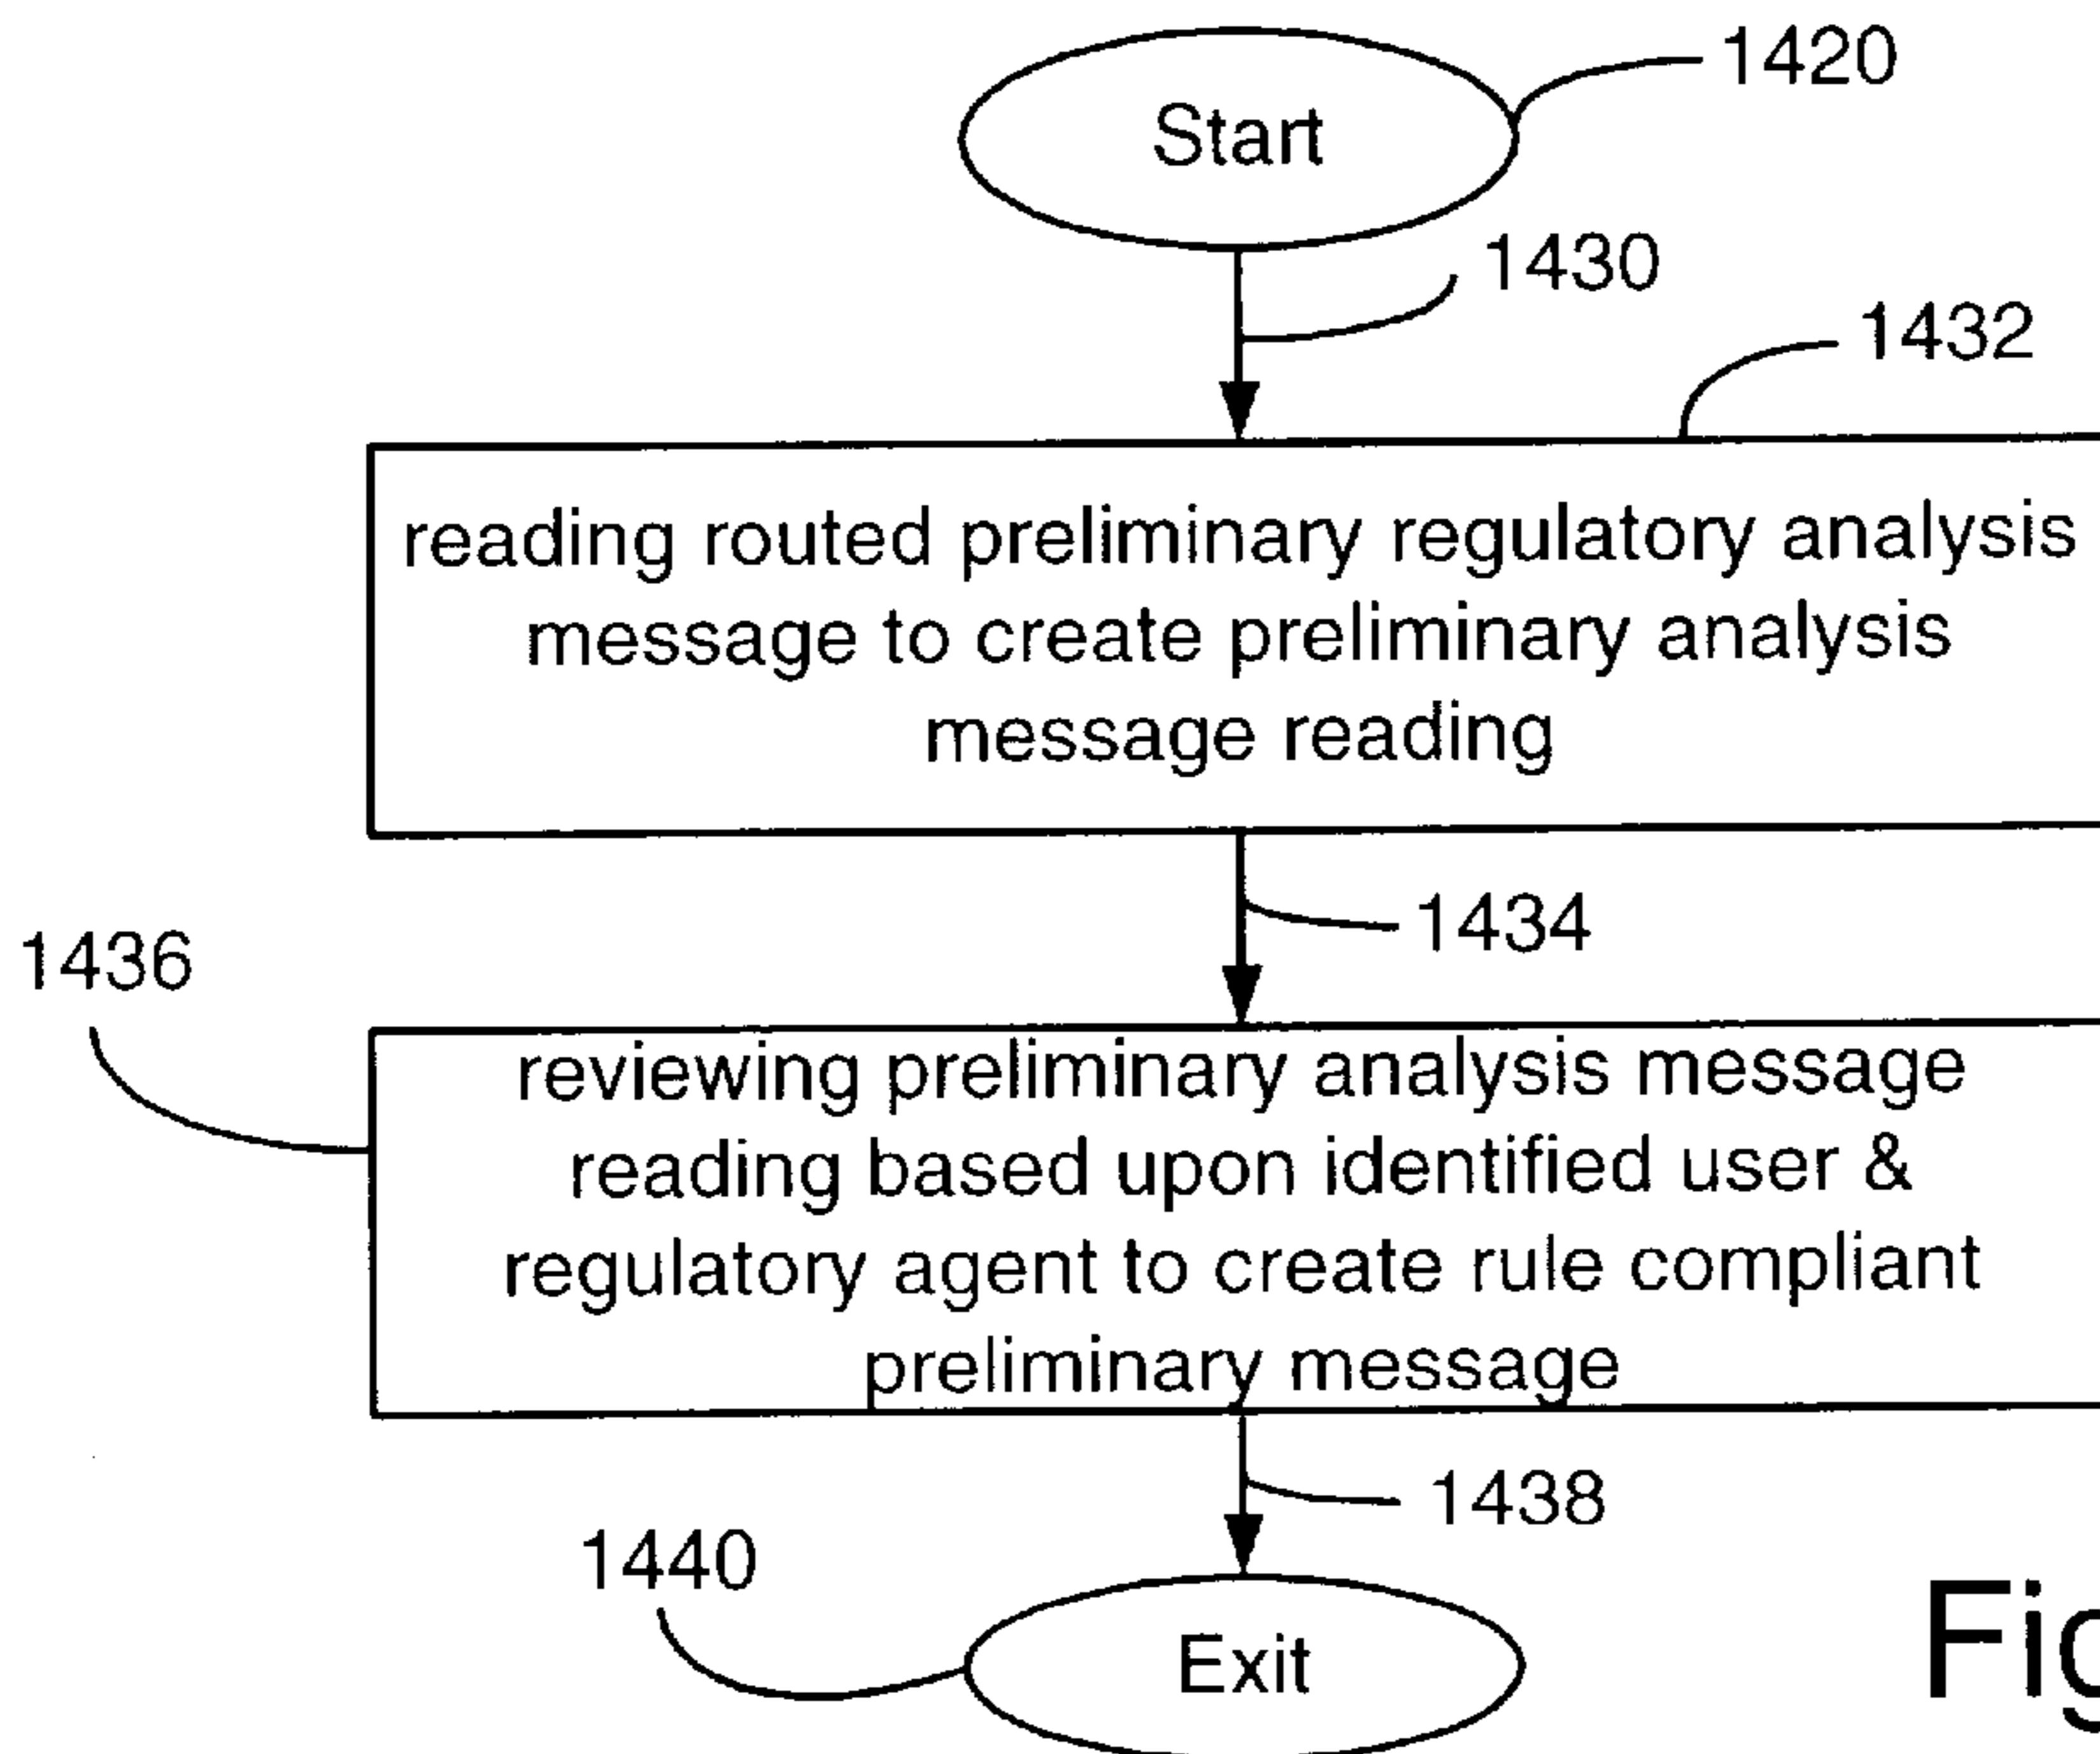 1420
Start
1430
1432
reading routed preliminary regulatory analysis
message to create preliminary analysis
message reading
1434
1436
reviewing preliminary analysis message
reading based upon identified user &
regulatory agent to create rule compliant
preliminary message
1438
1440
Exit
Fig